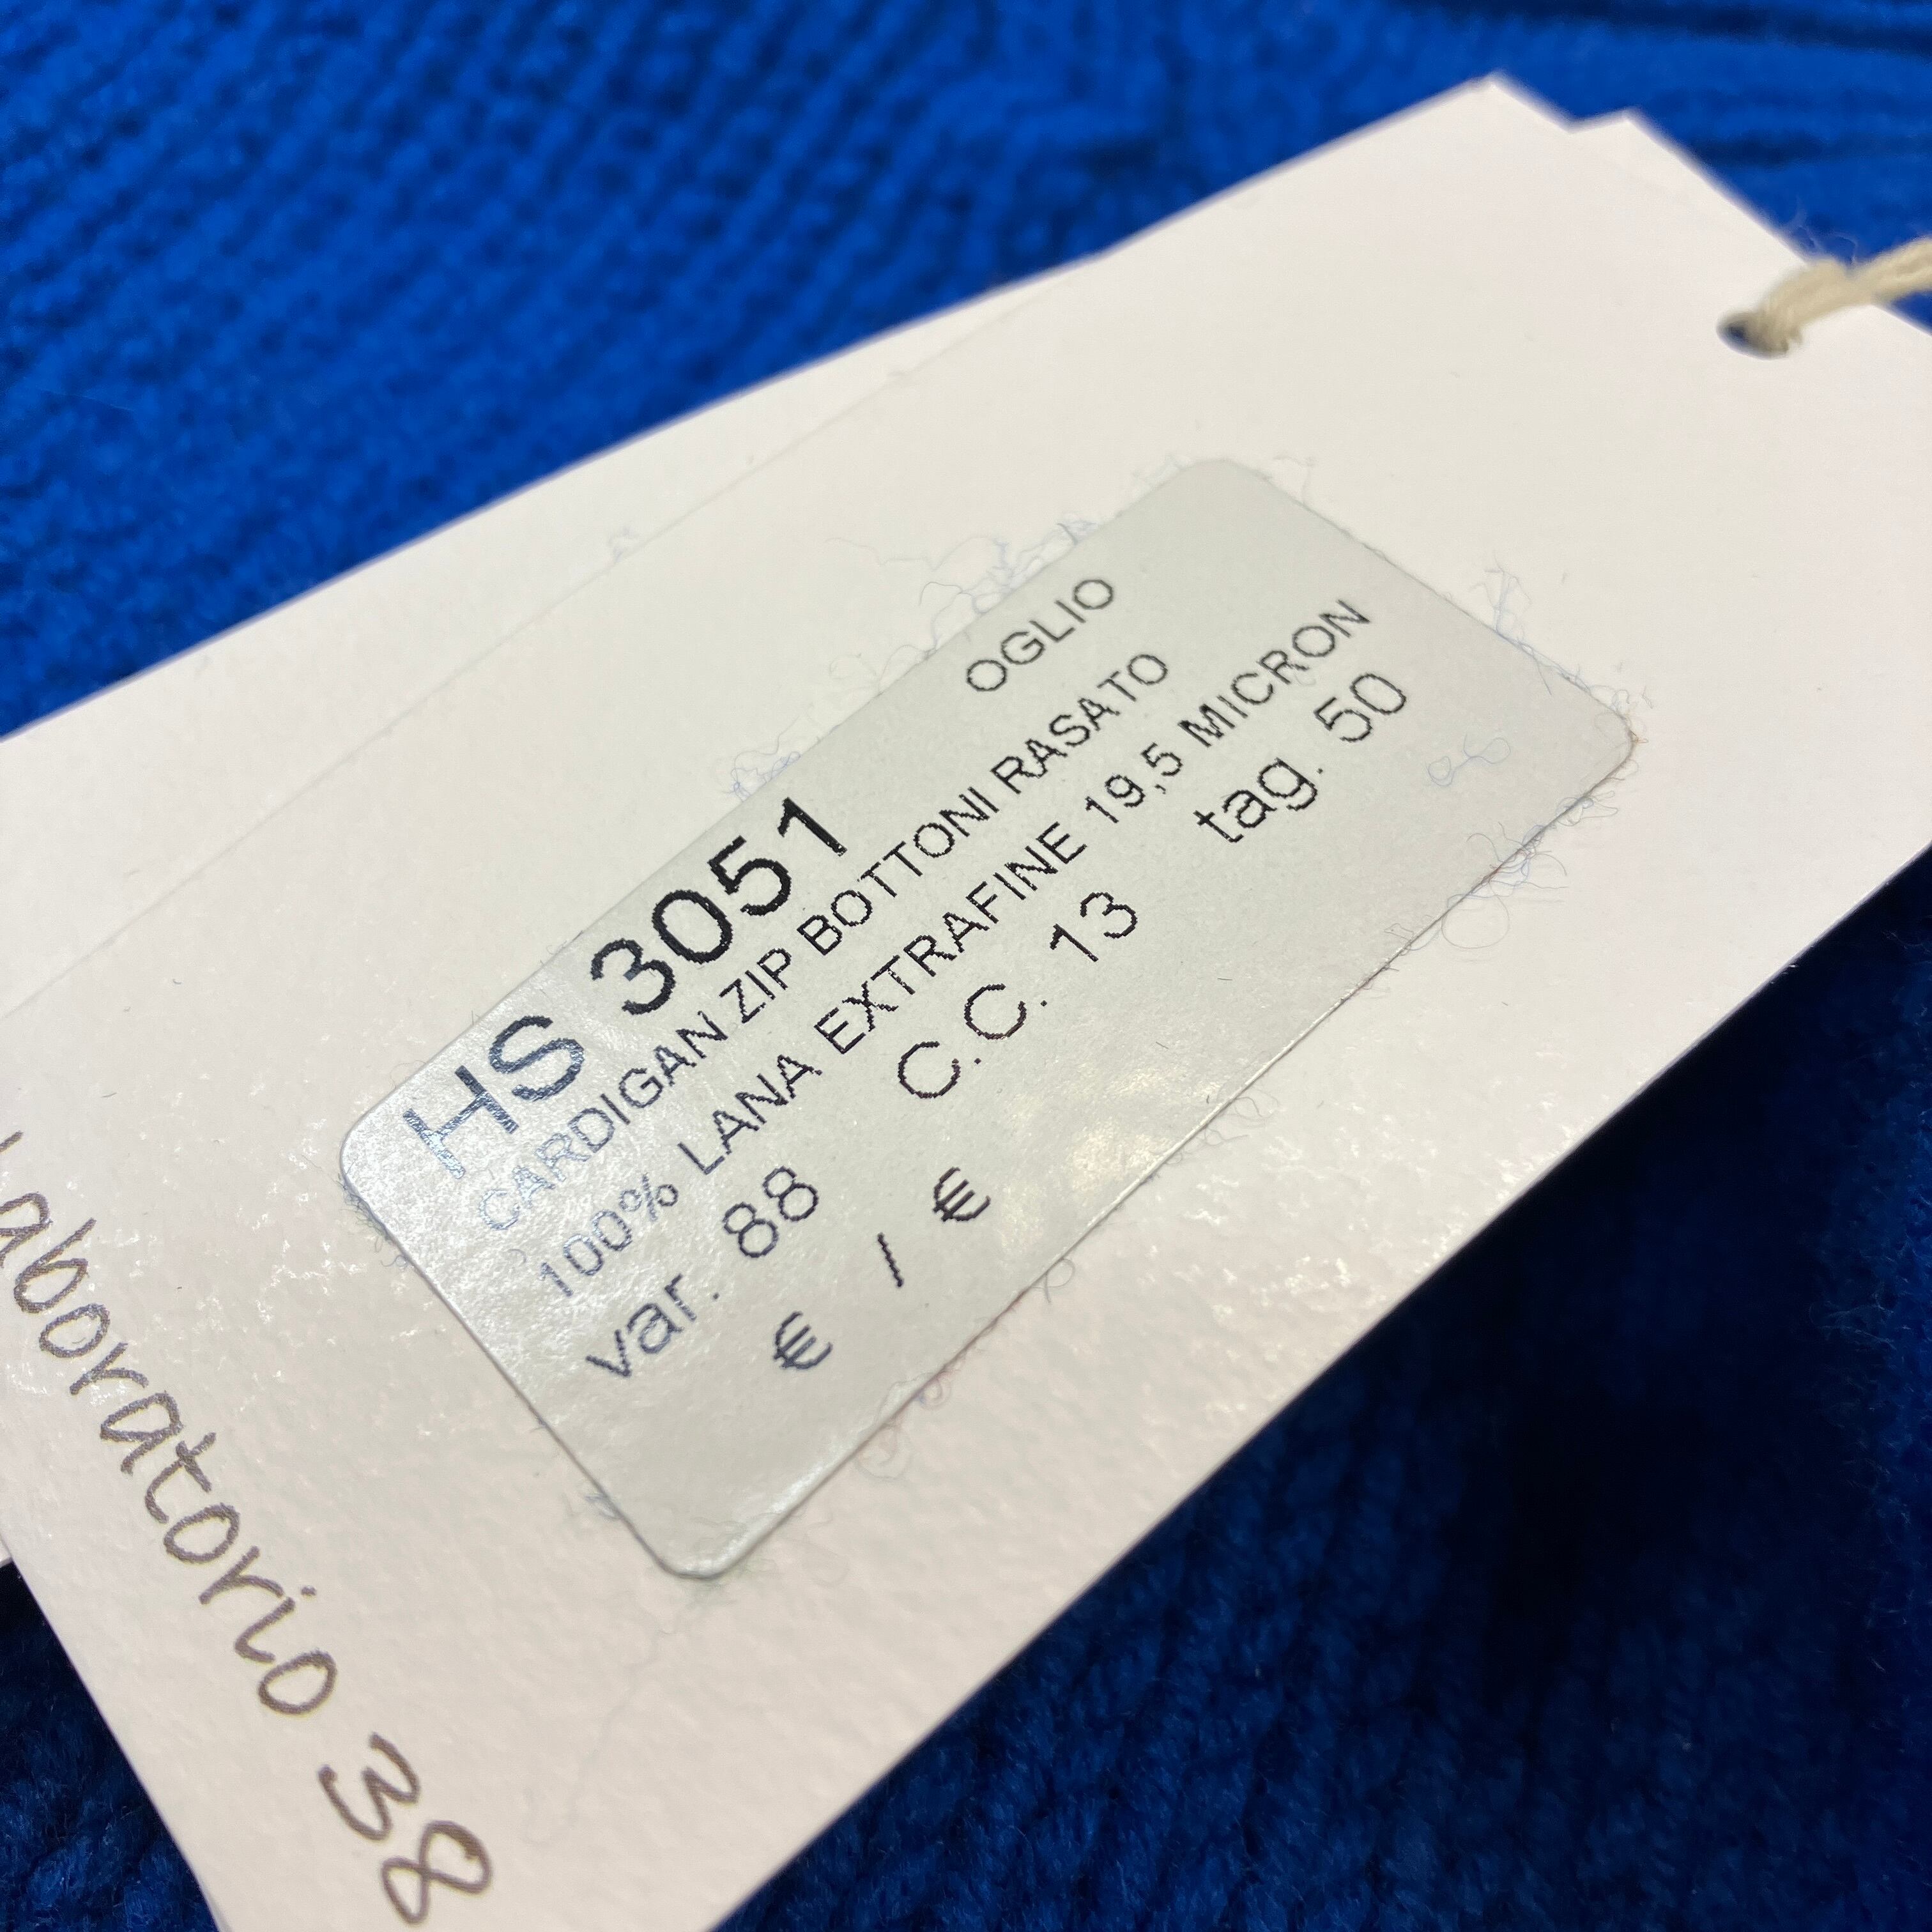 HS 3051 OGLIO
CARDIGAN ZIP BOTTONI RASATO
100% LANA EXTRAFINE 19,5 MICRON
var. 88 C.C. 13 tag. 50
€ / €
laboratorio 38